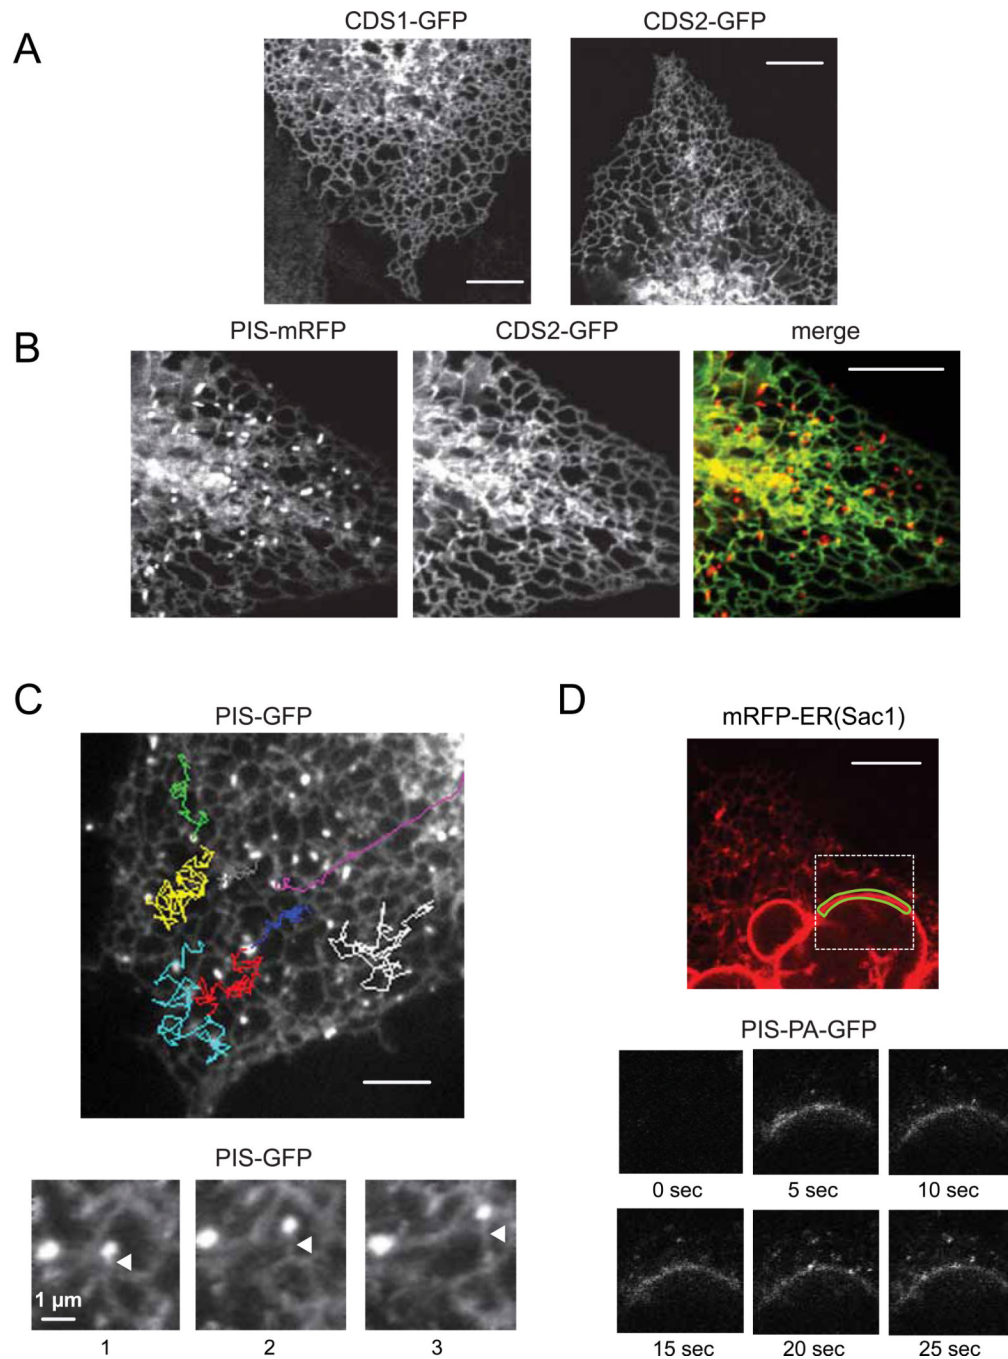 A
CDS1-GFP
CDS2-GFP
B
PIS-mRFP
CDS2-GFP
merge
C
PIS-GFP
PIS-GFP
1 µm
1
2
3
D
mRFP-ER(Sac1)
PIS-PA-GFP
0 sec
5 sec
10 sec
15 sec
20 sec
25 sec